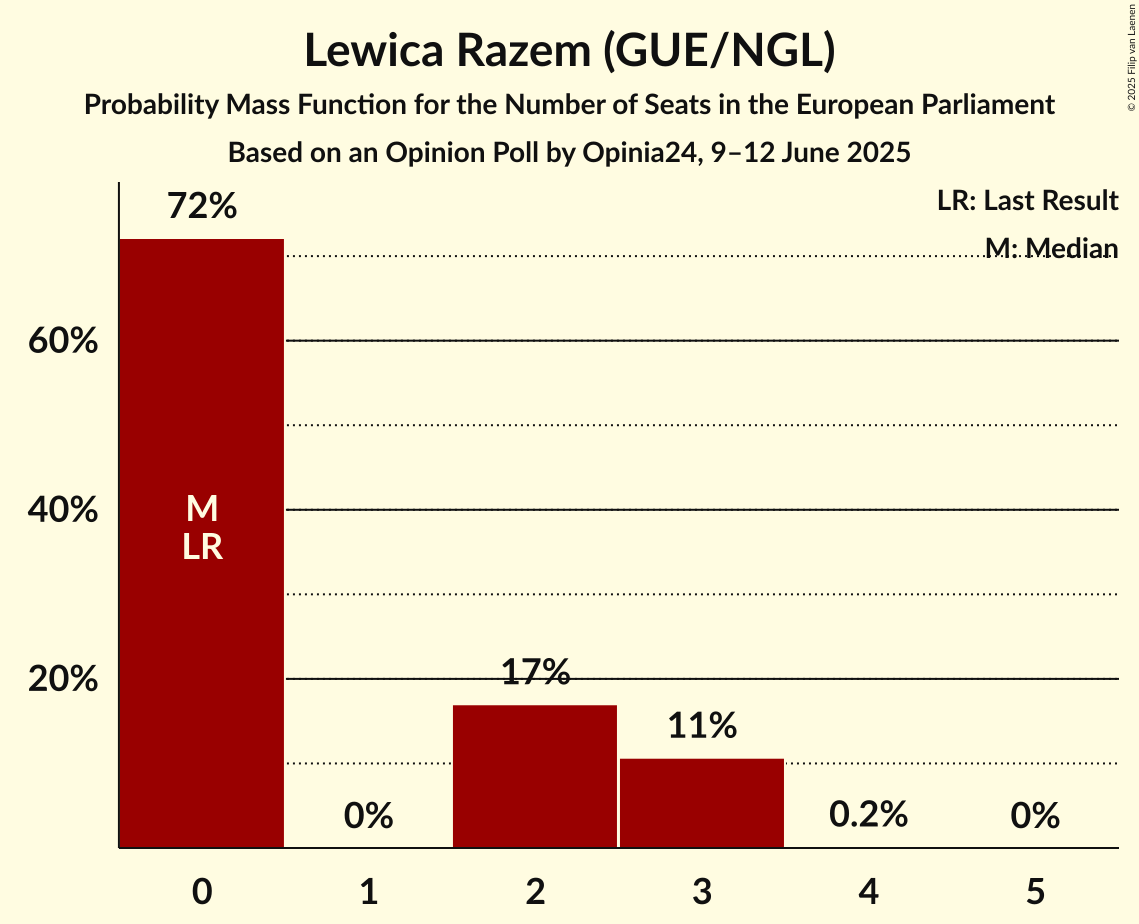 Lewica Razem (GUE/NGL)
Probability Mass Function for the Number of Seats in the European Parliament
Based on an Opinion Poll by Opinia24, 9–12 June 2025
© 2025 Filip van Laenen
LR: Last Result
M: Median
72%
60%
40%
20%
M
LR
0%
17%
11%
0.2%
0%
0
1
2
3
4
5